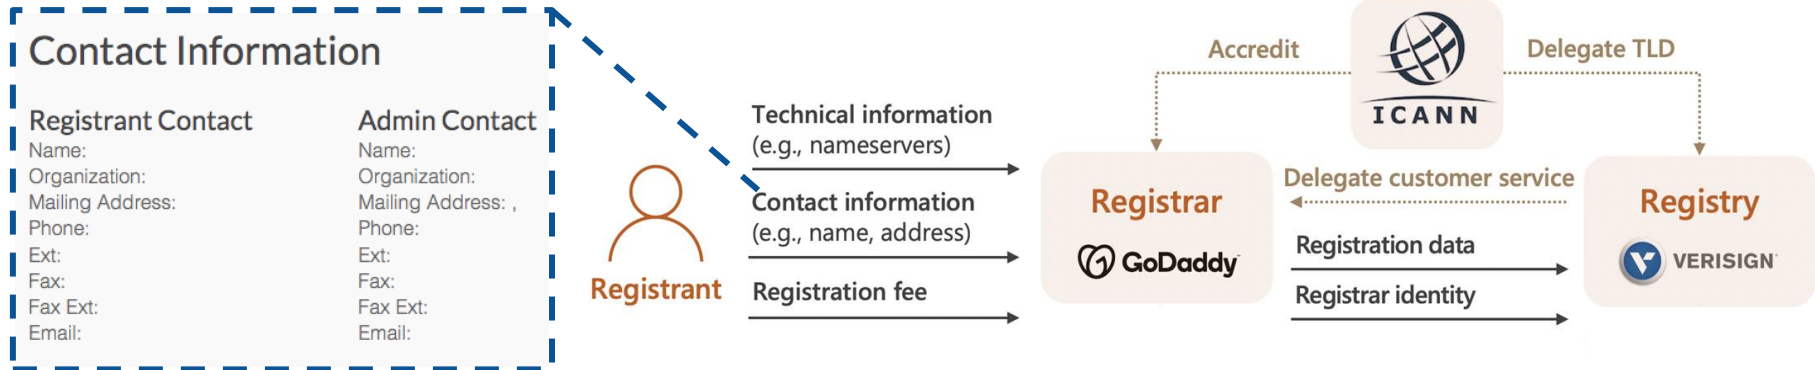 Contact Information
Registrant Contact
Name:
Organization:
Mailing Address:
Phone:
Ext:
Fax:
Fax Ext:
Email:
Admin Contact
Name:
Organization:
Mailing Address: ,
Phone:
Ext:
Fax:
Fax Ext:
Email:
Registrant
Technical information
(e.g., nameservers)
Contact information
(e.g., name, address)
Registration fee
Accredit
ICANN
Delegate TLD
Registrar
GoDaddy
Delegate customer service
Registration data
Registrar identity
Registry
VERISIGN